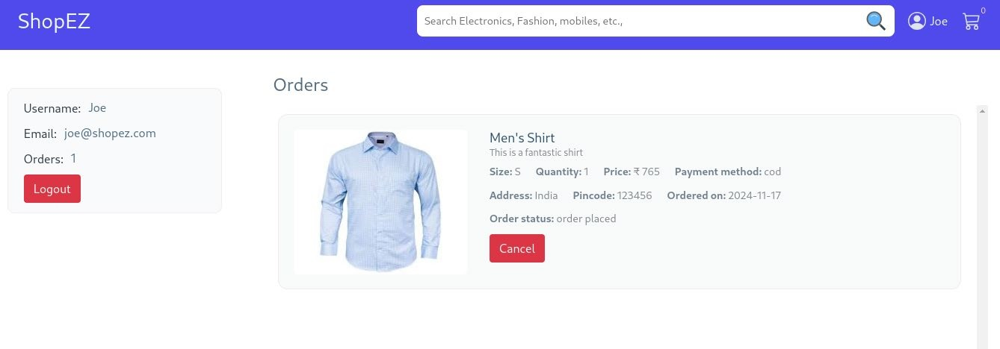 ShopEZ
Search Electronics, Fashion, mobiles, etc.,
Joe
0
Orders
Username: Joe
Email: joe@shopez.com
Orders: 1
Logout
Men's Shirt
This is a fantastic shirt
Size: S Quantity: 1 Price: ₹ 765 Payment method: cod
Address: India Pincode: 123456 Ordered on: 2024-11-17
Order status: order placed
Cancel